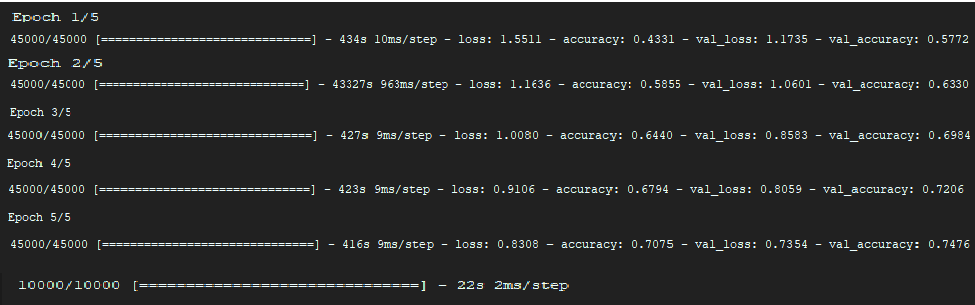 Epoch 1/5
45000/45000 [==============================] - 434s 10ms/step - loss: 1.5511 - accuracy: 0.4331 - val_loss: 1.1735 - val_accuracy: 0.5772
Epoch 2/5
45000/45000 [==============================] - 43327s 963ms/step - loss: 1.1636 - accuracy: 0.5855 - val_loss: 1.0601 - val_accuracy: 0.6330
Epoch 3/5
45000/45000 [==============================] - 427s 9ms/step - loss: 1.0080 - accuracy: 0.6440 - val_loss: 0.8583 - val_accuracy: 0.6984
Epoch 4/5
45000/45000 [==============================] - 423s 9ms/step - loss: 0.9106 - accuracy: 0.6794 - val_loss: 0.8059 - val_accuracy: 0.7206
Epoch 5/5
45000/45000 [==============================] - 416s 9ms/step - loss: 0.8308 - accuracy: 0.7075 - val_loss: 0.7354 - val_accuracy: 0.7476
10000/10000 [==============================] - 22s 2ms/step